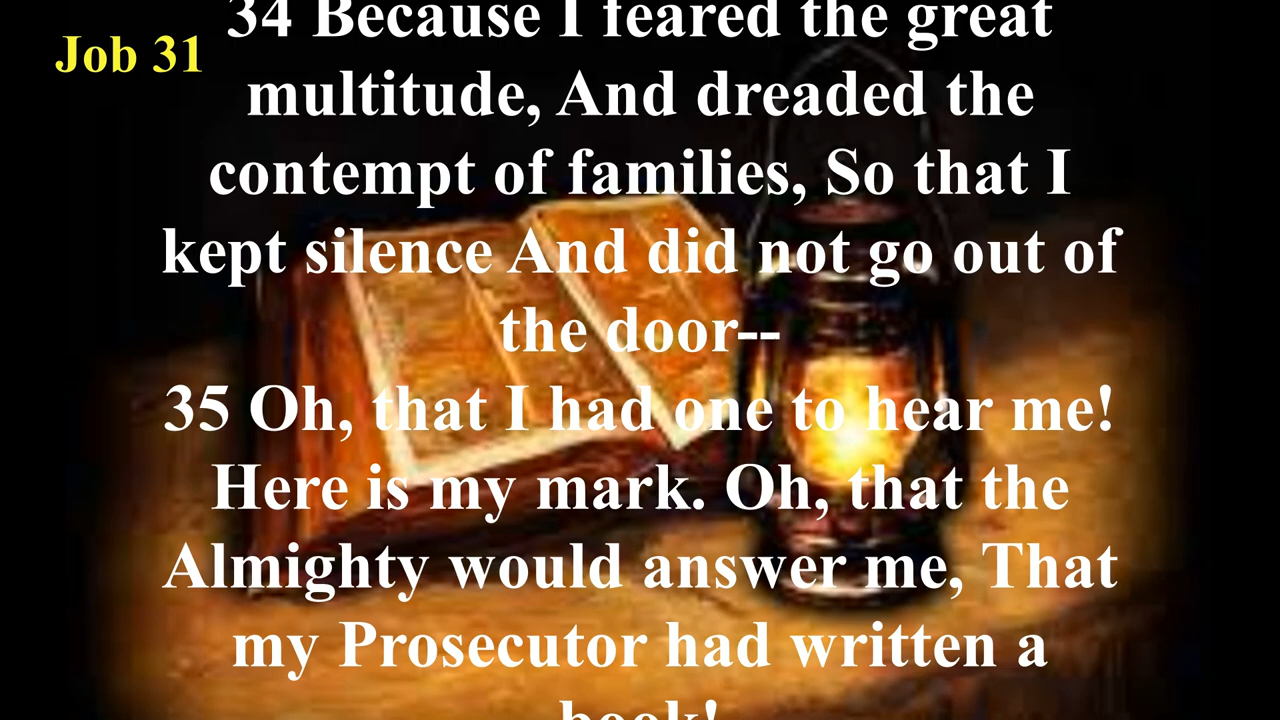 Job 31
34 Because I feared the great
multitude, And dreaded the
contempt of families, So that I
kept silence And did not go out of
the door--
35 Oh, that I had one to hear me!
Here is my mark. Oh, that the
Almighty would answer me, That
my Prosecutor had written a
book!